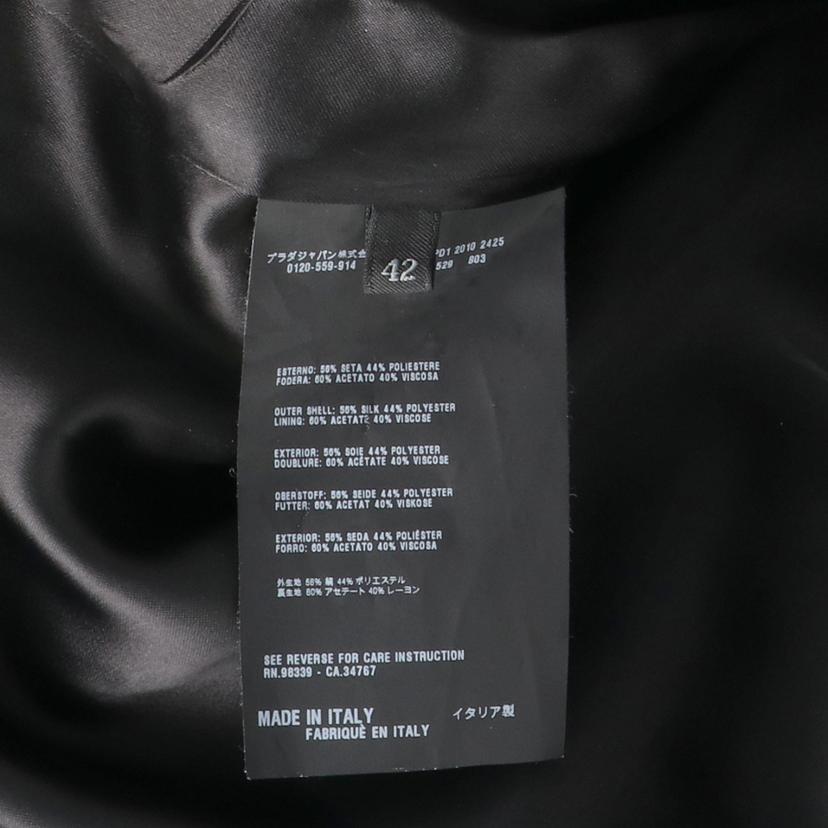 プラダジャパン株式会
PD1 2010 2425
0120-559-914
529 803
42
ESTERNO: 56% SETA 44% POLIESTERE
FODERA: 60% ACETATO 40% VISCOSA
OUTER SHELL: 56% SILK 44% POLYESTER
LINING: 60% ACETATE 40% VISCOSE
EXTERIOR: 56% SOIE 44% POLYESTER
DOUBLURE: 60% ACÉTATE 40% VISCOSE
OBERSTOFF: 56% SEIDE 44% POLYESTER
FUTTER: 60% ACETAT 40% VISKOSE
EXTERIOR: 56% SEDA 44% POLIÉSTER
FORRO: 60% ACETATO 40% VISCOSA
外生地 56% 絹 44% ポリエステル
裏生地 60% アセテート 40% レーヨン
SEE REVERSE FOR CARE INSTRUCTION
RN.98339 - CA.34767
MADE IN ITALY
イタリア製
FABRIQUÈ EN ITALY